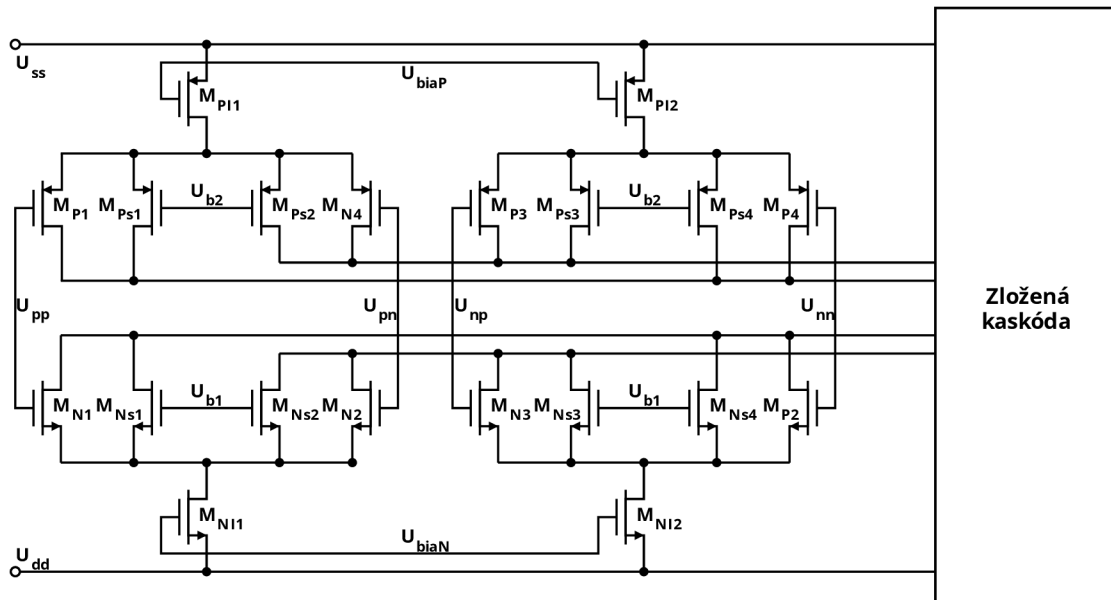 Uss
UbiaP
MPI1
MPI2
MP1
MPs1
Ub2
MPs2
MN4
MP3
MPs3
Ub2
MPs4
MP4
Upp
Upn
Unp
Unn
Zložená
kaskóda
MN1
MNs1
Ub1
MNs2
MN2
MN3
MNs3
Ub1
MNs4
MP2
MNI1
MNI2
UbiaN
Udd